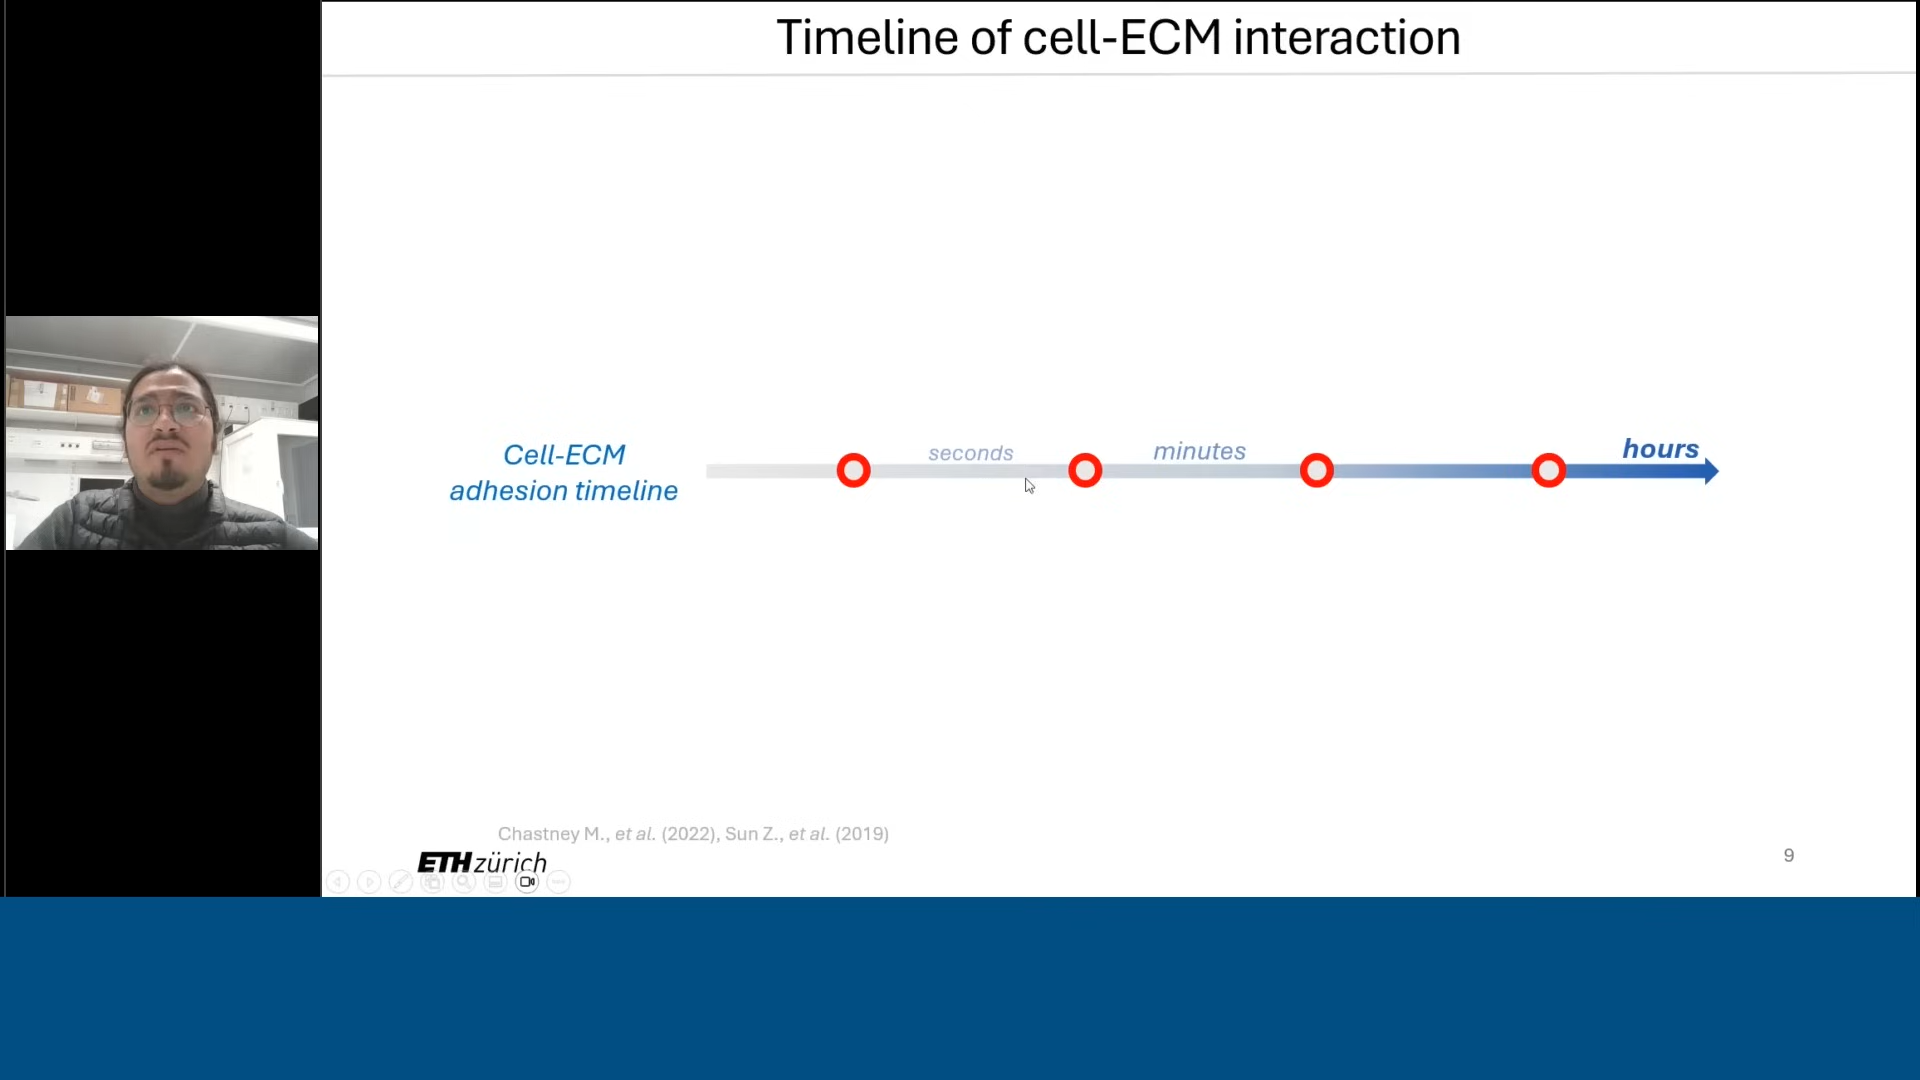 Timeline of cell-ECM interaction
Cell-ECM
adhesion timeline
seconds
minutes
hours
Chastney M., et al. (2022), Sun Z., et al. (2019)
ETH zürich
9